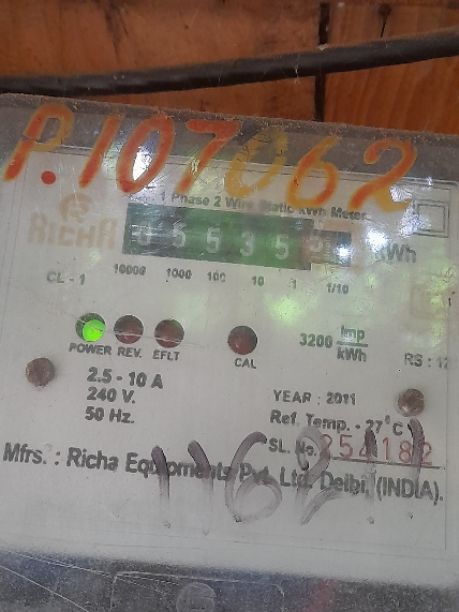 P.107062
1 Phase 2 Wire Static kWh Meter
RICHA
0 5 5 3 5 kWh
CL - 1 10000 1000 100 10 1 1/10
POWER REV. EFLT CAL 3200 Imp/kWh RS : 12
2.5 - 10 A
240 V.
50 Hz.
YEAR : 2011
Ref. Temp. - 27°C
SL. No. 254182
Mfrs. : Richa Equipments Pvt. Ltd. Delhi, (INDIA).